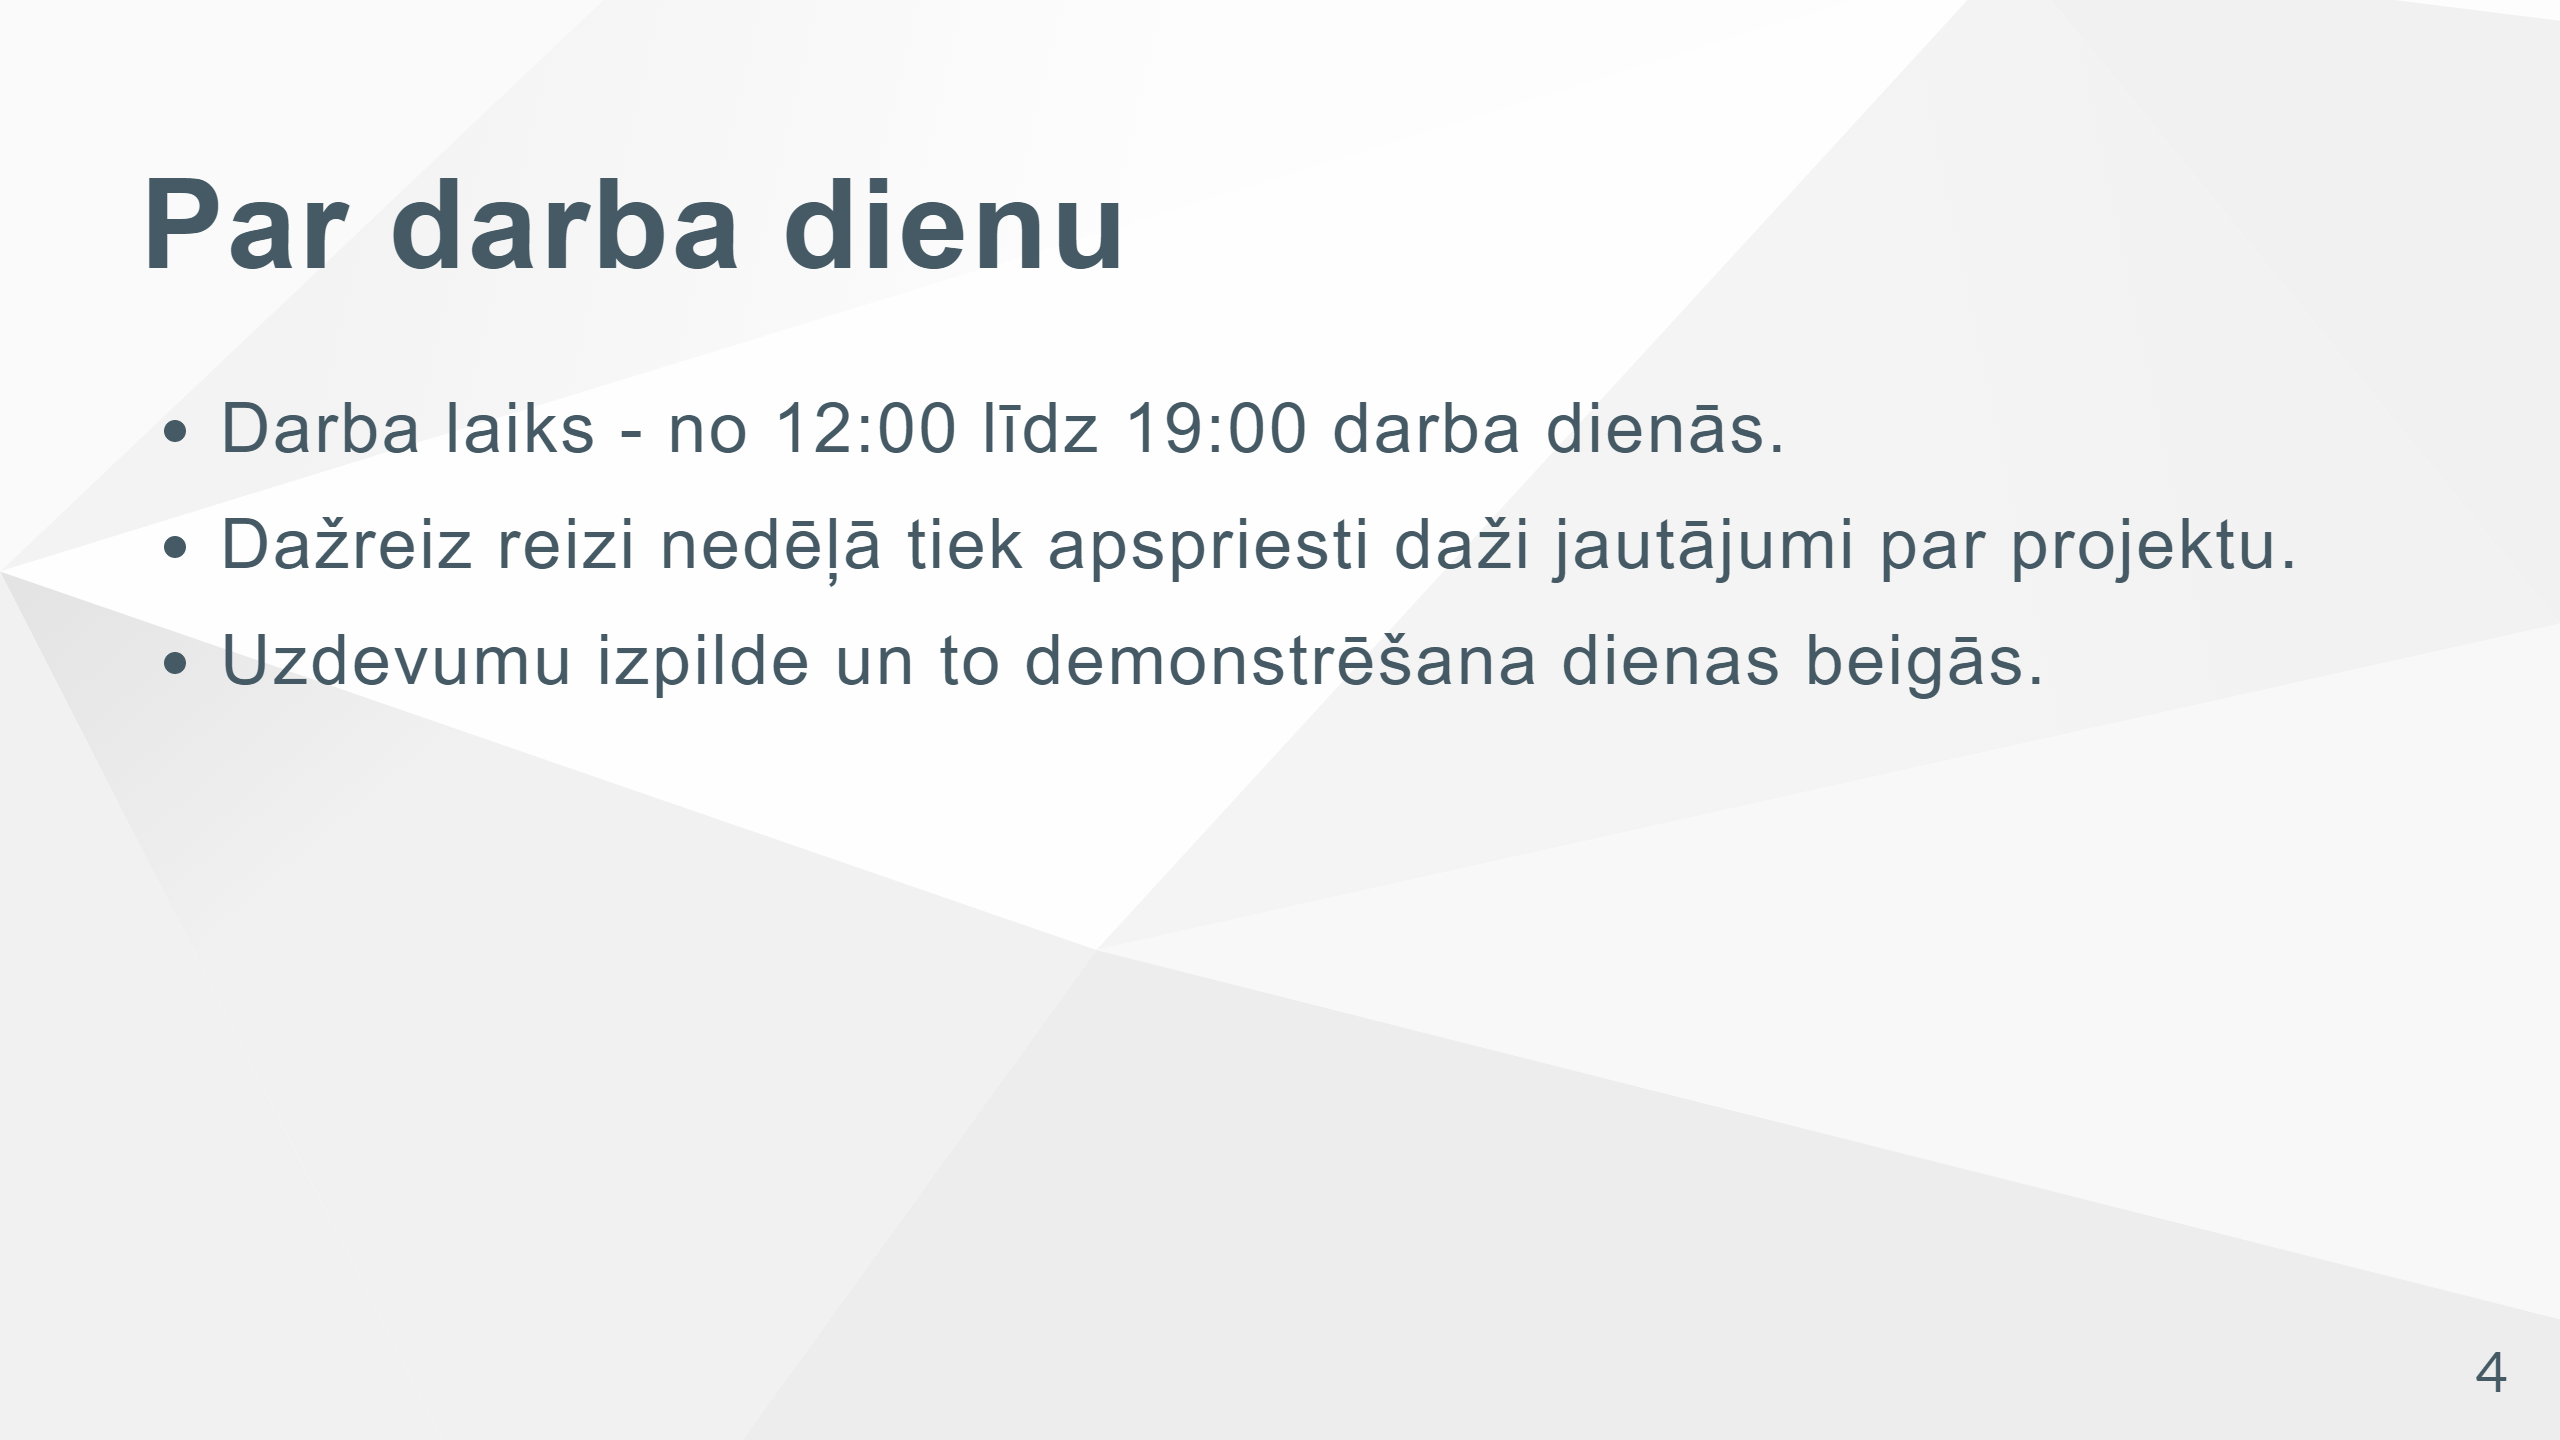 Par darba dienu
• Darba laiks - no 12:00 līdz 19:00 darba dienās.
• Dažreiz reizi nedēļā tiek apspriesti daži jautājumi par projektu.
• Uzdevumu izpilde un to demonstrēšana dienas beigās.
4